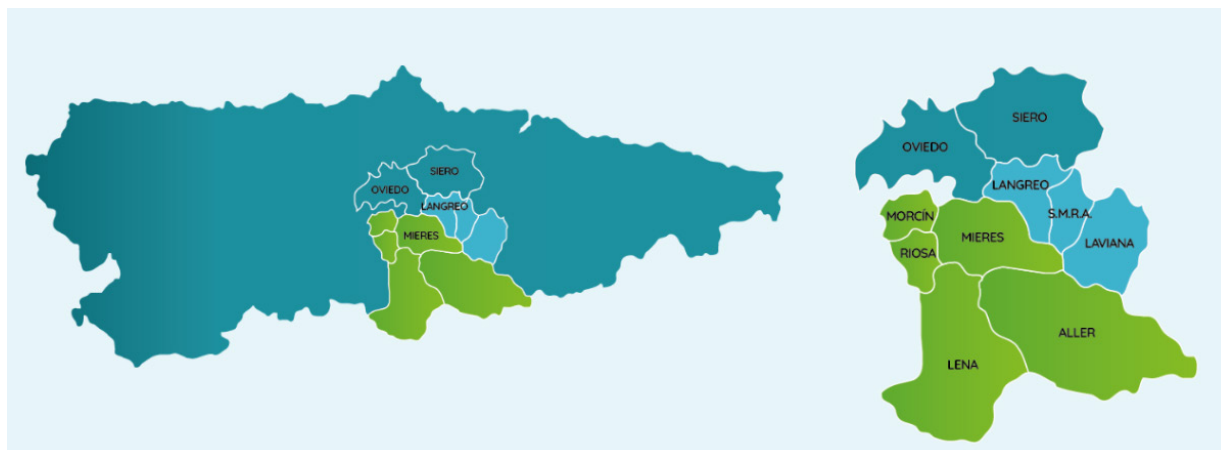 SIERO
OVIEDO
LANGREO
MIERES
SIERO
OVIEDO
LANGREO
S.M.R.A.
MORCÍN
MIERES
LAVIANA
RIOSA
ALLER
LENA